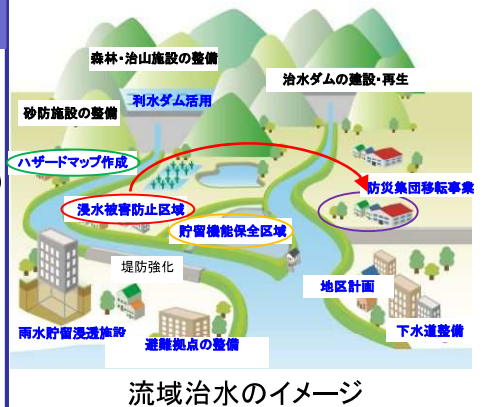 森林・治山施設の整備
治水ダムの建設・再生
利水ダム活用
砂防施設の整備
ハザードマップ作成
防災集団移転事業
浸水被害防止区域
貯留機能保全区域
堤防強化
地区計画
雨水貯留浸透施設
避難拠点の整備
下水道整備
流域治水のイメージ